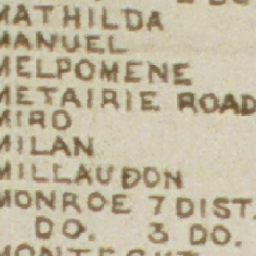 MATHILDA
MANUEL
MELPOMENE
METAIRIE ROAD
MIRO
MILAN
MILLAUDON
MONROE 7 DIST.
DO. 3 DO.